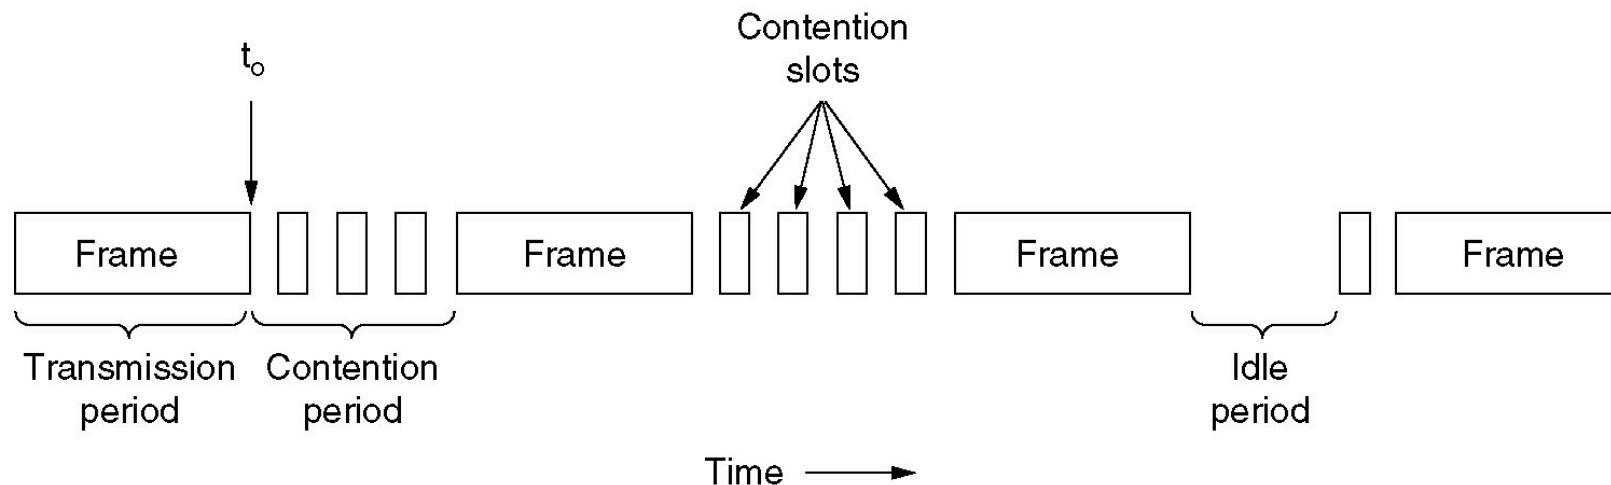 Contention
slots
t₀
Frame
Frame
Frame
Frame
Transmission
period
Contention
period
Idle
period
Time